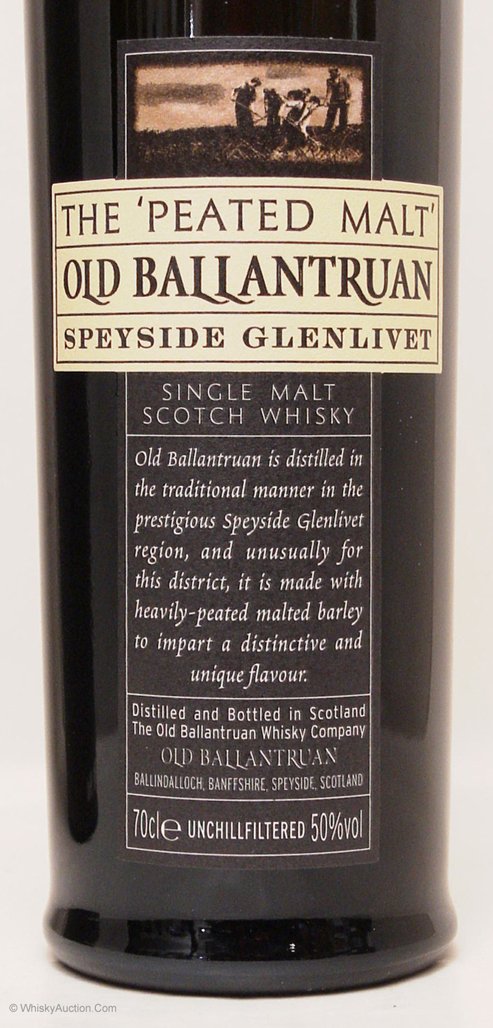 THE 'PEATED MALT'
OLD BALLANTRUAN
SPEYSIDE GLENLIVET
SINGLE MALT
SCOTCH WHISKY
Old Ballantruan is distilled in
the traditional manner in the
prestigious Speyside Glenlivet
region, and unusually for
this district, it is made with
heavily-peated malted barley
to impart a distinctive and
unique flavour.
Distilled and Bottled in Scotland
The Old Ballantruan Whisky Company
OLD BALLANTRUAN
BALLINDALLOCH, BANFFSHIRE, SPEYSIDE, SCOTLAND
70cl℮ UNCHILLFILTERED 50%vol
© WhiskyAuction.Com